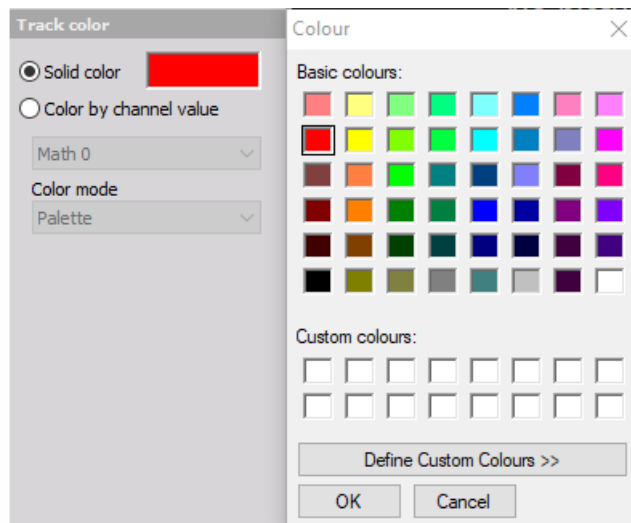 Track color
Solid color
Color by channel value
Math 0
Color mode
Palette
Colour
Basic colours:
Custom colours:
Define Custom Colours >>
OK
Cancel